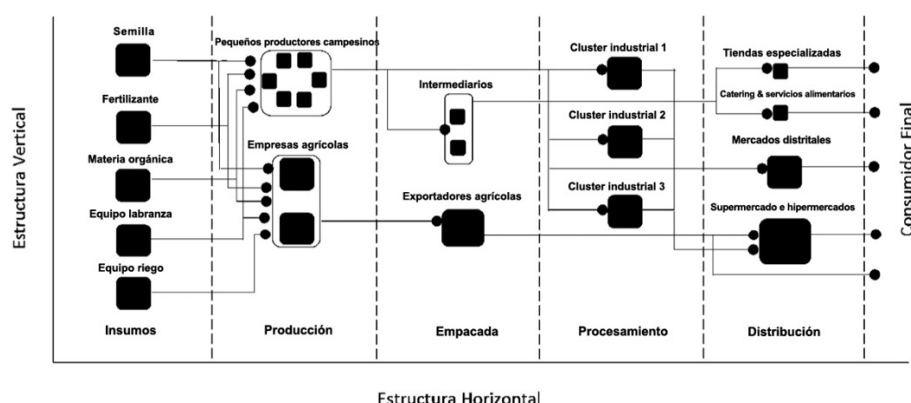 Estructura Vertical
Semilla
Fertilizante
Materia orgánica
Equipo labranza
Equipo riego
Insumos
Pequeños productores campesinos
Empresas agrícolas
Producción
Intermediarios
Exportadores agrícolas
Empacada
Cluster industrial 1
Cluster industrial 2
Cluster industrial 3
Procesamiento
Tiendas especializadas
Catering & servicios alimentarios
Mercados distritales
Supermercado e hipermercados
Distribución
Consumidor Final
Estructura Horizontal